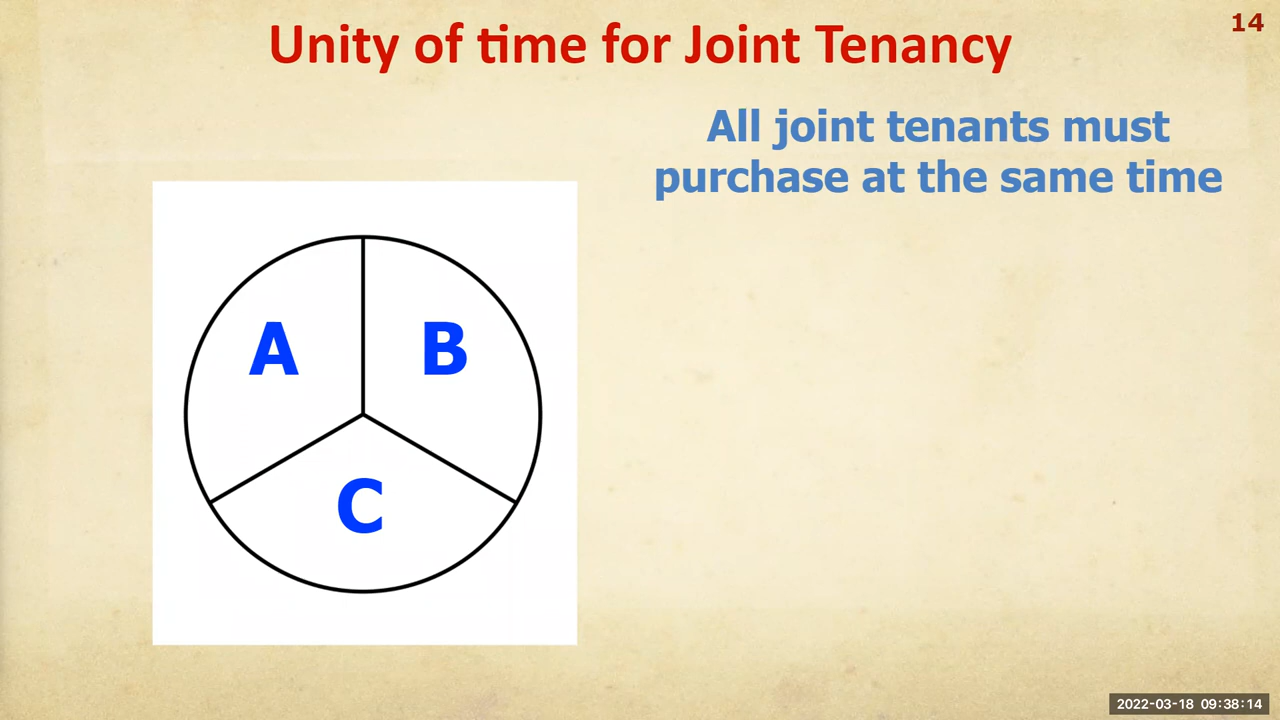 14
Unity of time for Joint Tenancy
All joint tenants must
purchase at the same time
A
B
C
2022-03-18 09:38:14